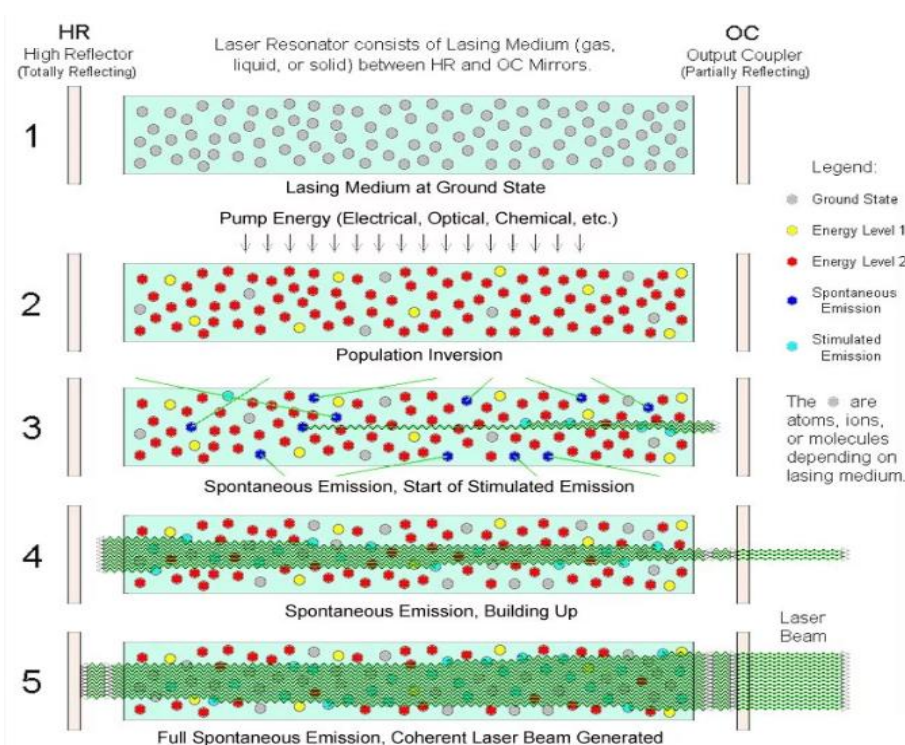 HR
High Reflector
(Totally Reflecting)
Laser Resonator consists of Lasing Medium (gas,
liquid, or solid) between HR and OC Mirrors.
OC
Output Coupler
(Partially Reflecting)
1
Lasing Medium at Ground State
Pump Energy (Electrical, Optical, Chemical, etc.)
2
Population Inversion
3
Spontaneous Emission, Start of Stimulated Emission
4
Spontaneous Emission, Building Up
5
Full Spontaneous Emission, Coherent Laser Beam Generated
Legend:
Ground State
Energy Level 1
Energy Level 2
Spontaneous
Emission
Stimulated
Emission
The are
atoms, ions,
or molecules
depending on
lasing medium.
Laser
Beam